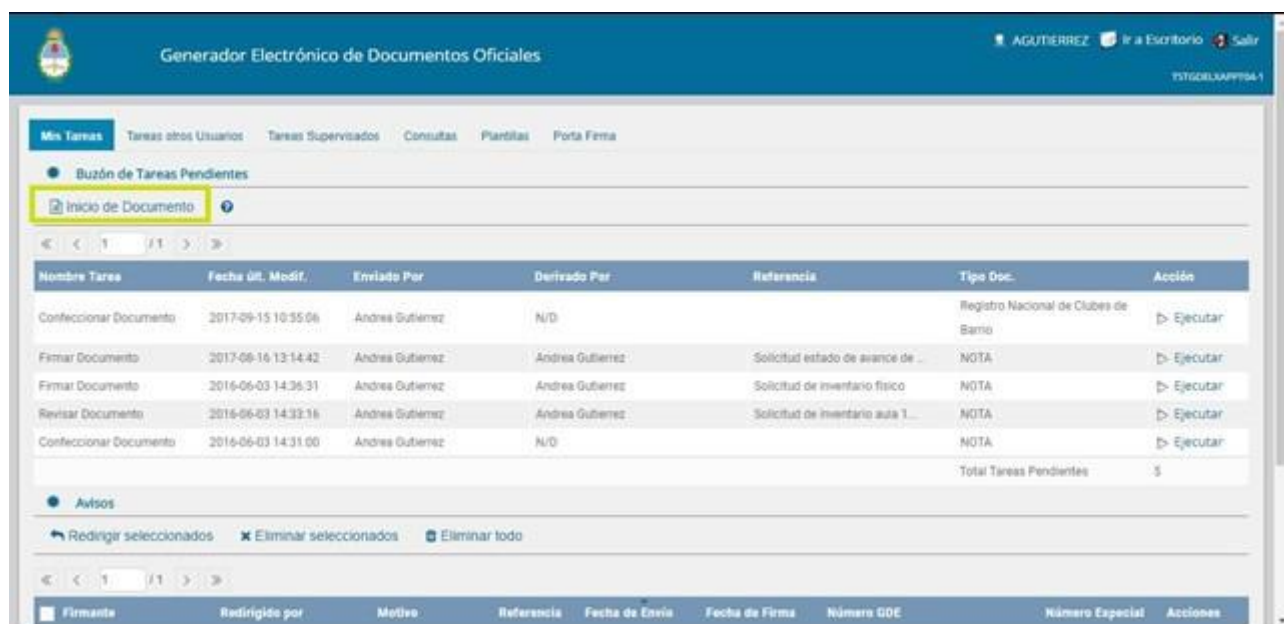 AGUTIERREZ Ir a Escritorio Salir
Generador Electrónico de Documentos Oficiales
Mis Tareas Tareas otros Usuarios Tareas Supervisados Consultas Plantillas Porta Firma
Buzón de Tareas Pendientes
Inicio de Documento
1 / 1
Nombre Tarea Fecha últ. Modif. Enviado Por Derivado Por Referencia Tipo Doc. Acción
Confeccionar Documento 2017-09-15 10:55:06 Andrea Gutierrez N/D Registro Nacional de Clubes de Barrio Ejecutar
Firmar Documento 2017-08-16 13:14:42 Andrea Gutierrez Andrea Gutierrez Solicitud estado de avance de ... NOTA Ejecutar
Firmar Documento 2016-06-03 14:36:31 Andrea Gutierrez Andrea Gutierrez Solicitud de inventario físico NOTA Ejecutar
Revisar Documento 2016-06-03 14:33:16 Andrea Gutierrez Andrea Gutierrez Solicitud de inventario aula 1... NOTA Ejecutar
Confeccionar Documento 2016-06-03 14:31:00 Andrea Gutierrez N/D NOTA Ejecutar
Total Tareas Pendientes 5
Avisos
Redirigir seleccionados Eliminar seleccionados Eliminar todo
1 / 1
Firmante Redirigido por Motivo Referencia Fecha de Envío Fecha de Firma Número GDE Número Especial Acciones